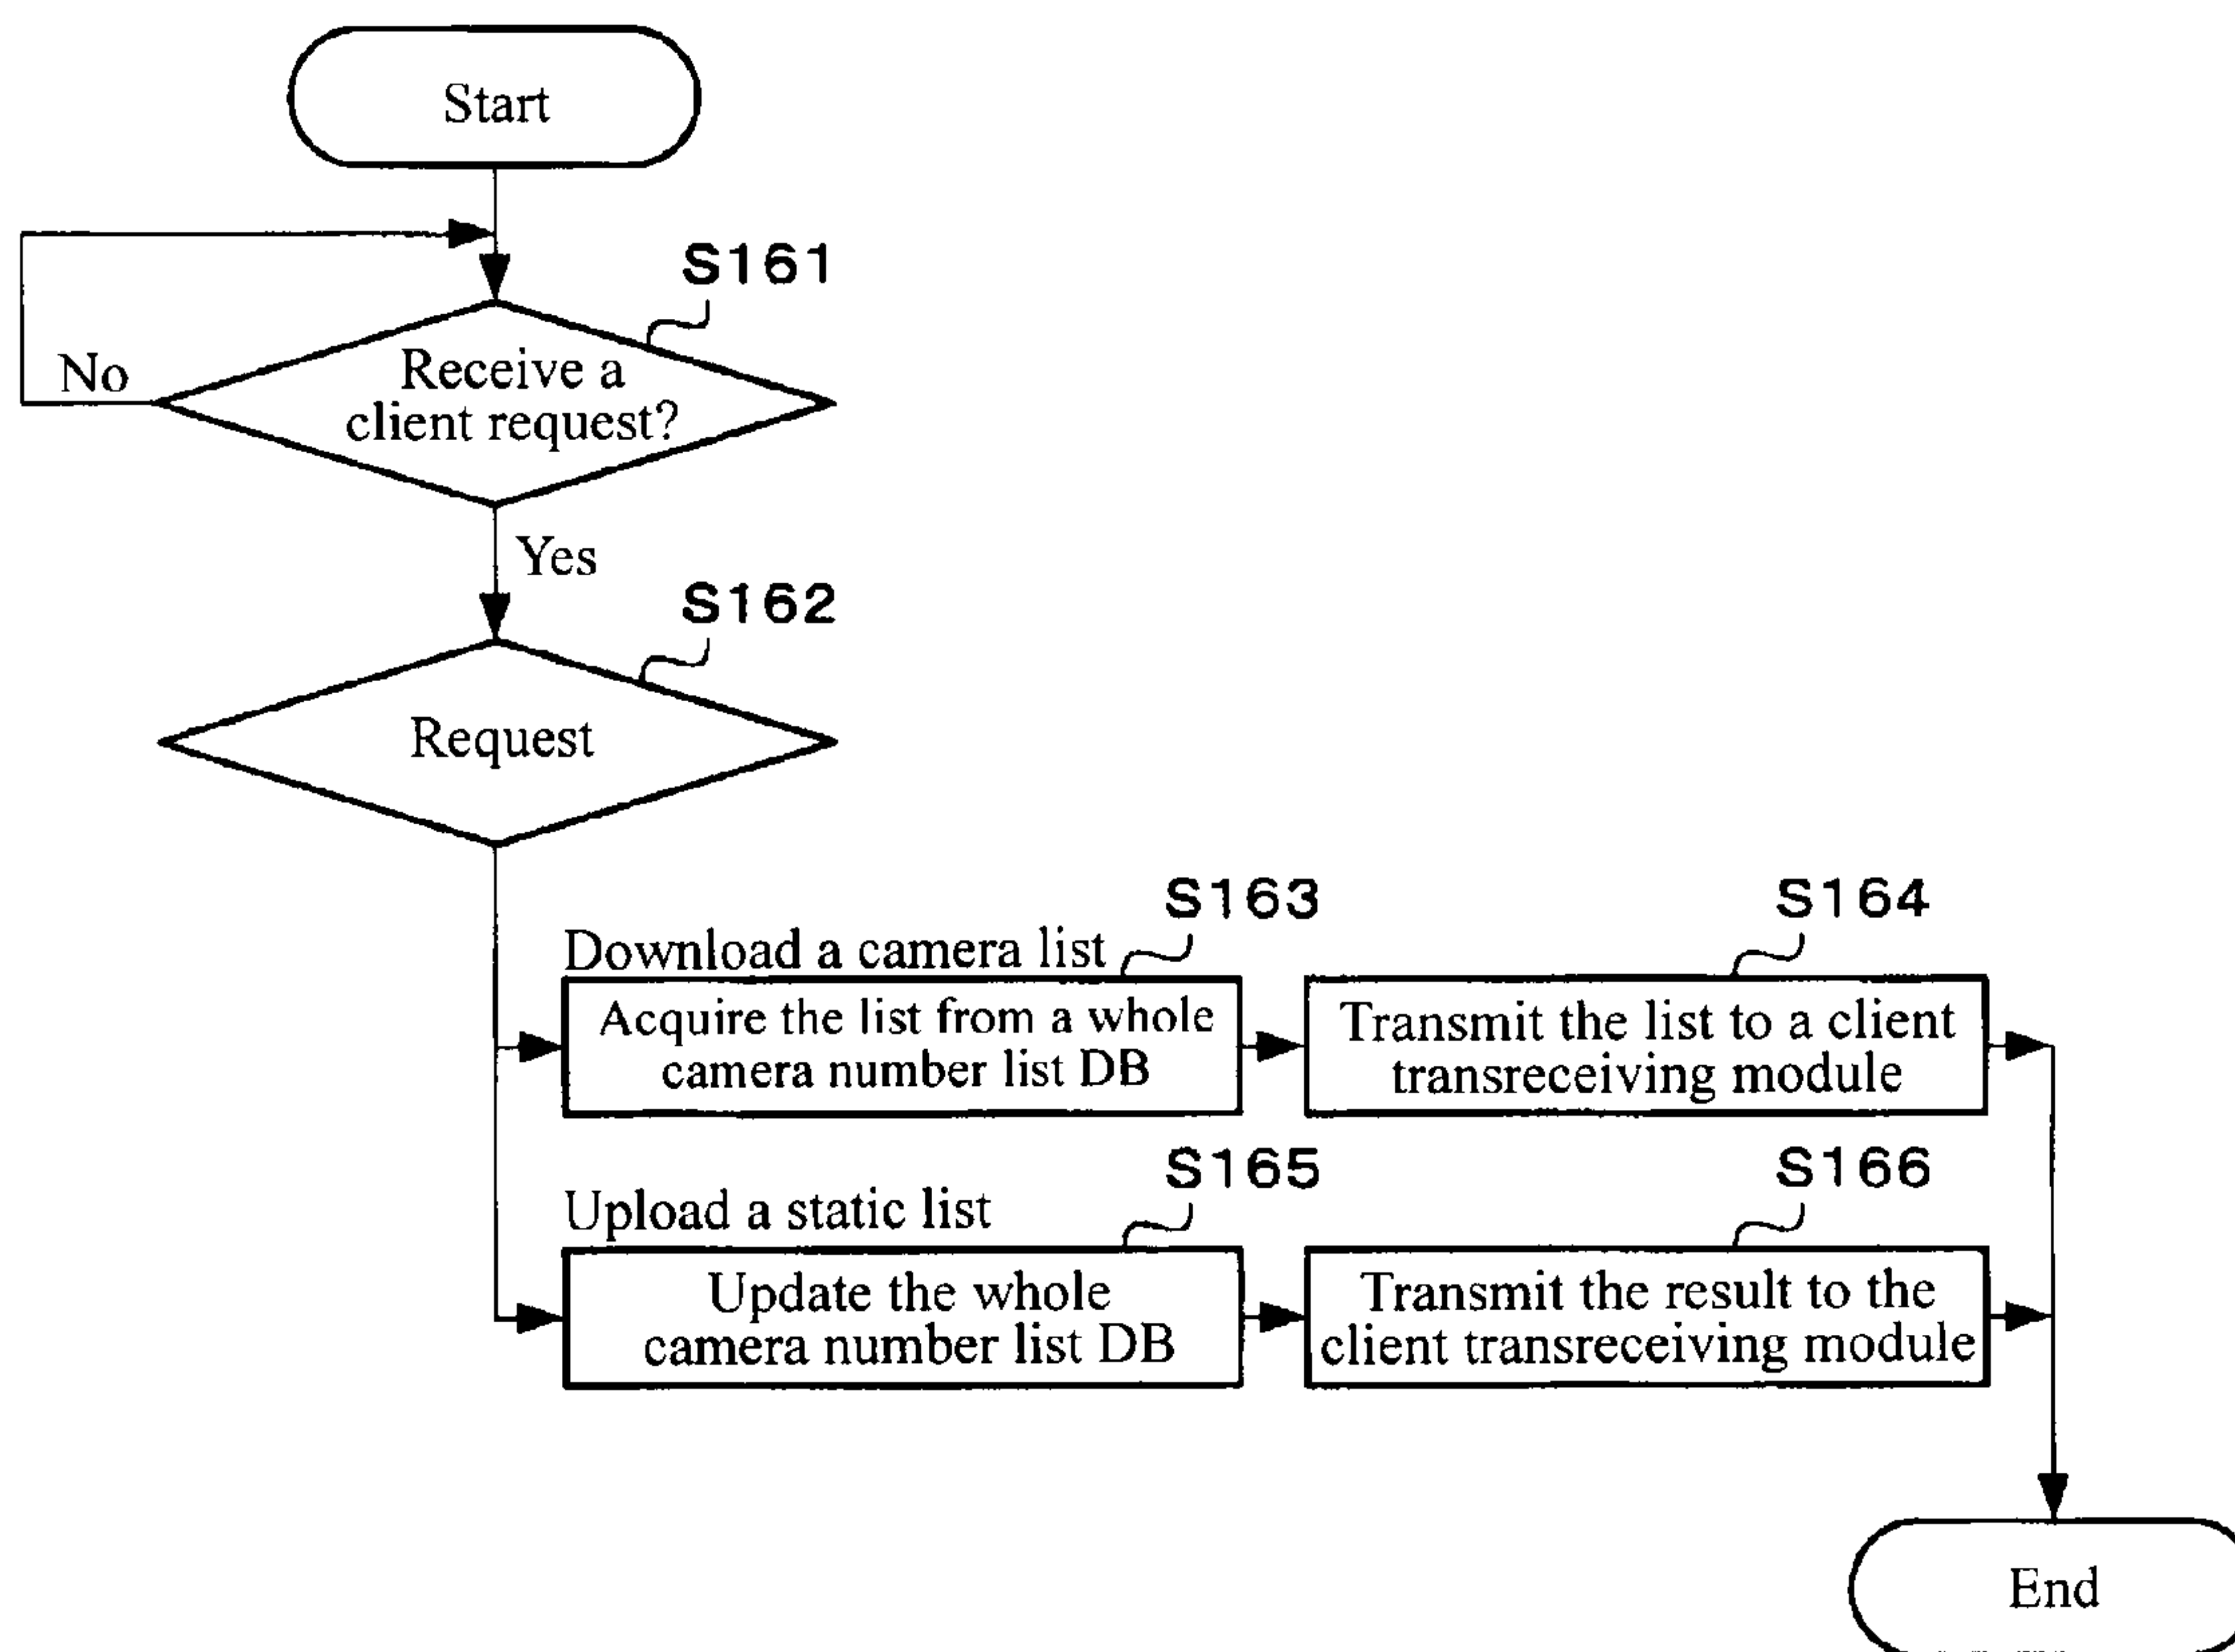 Start
S161
No
Receive a
client request?
Yes
S162
Request
S163
S164
Download a camera list
Acquire the list from a whole
camera number list DB
Transmit the list to a client
transreceiving module
S165
S166
Upload a static list
Update the whole
camera number list DB
Transmit the result to the
client transreceiving module
End